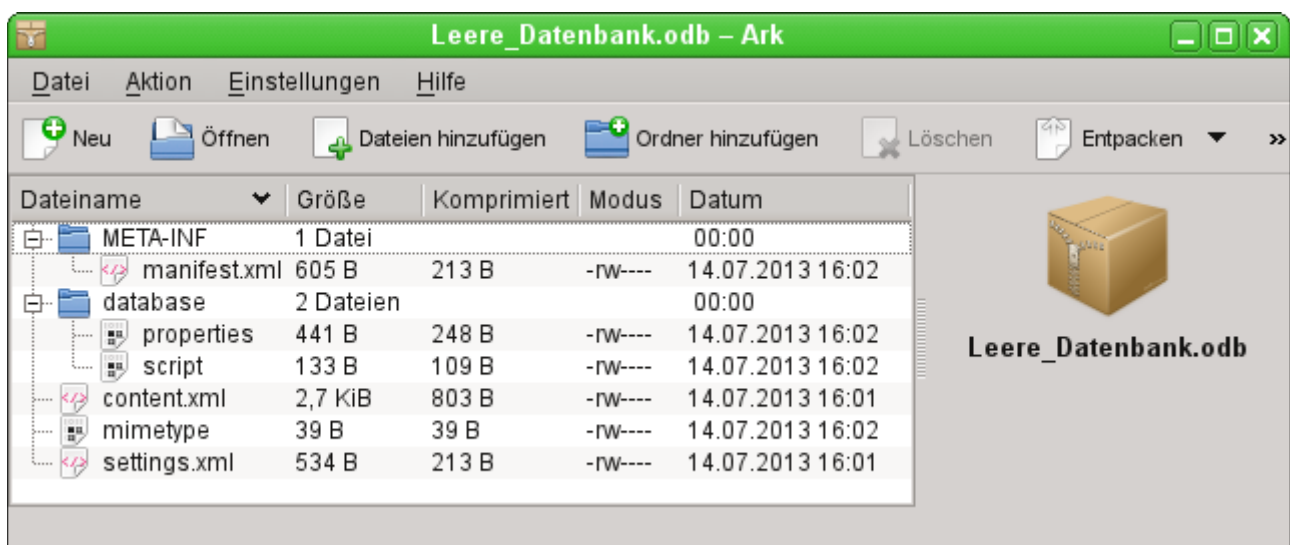 Leere_Datenbank.odb – Ark
Datei Aktion Einstellungen Hilfe
Neu Öffnen Dateien hinzufügen Ordner hinzufügen Löschen Entpacken »
Dateiname Größe Komprimiert Modus Datum
META-INF 1 Datei 00:00
manifest.xml 605 B 213 B -rw---- 14.07.2013 16:02
database 2 Dateien 00:00
properties 441 B 248 B -rw---- 14.07.2013 16:02
script 133 B 109 B -rw---- 14.07.2013 16:02
content.xml 2,7 KiB 803 B -rw---- 14.07.2013 16:01
mimetype 39 B 39 B -rw---- 14.07.2013 16:02
settings.xml 534 B 213 B -rw---- 14.07.2013 16:01
Leere_Datenbank.odb